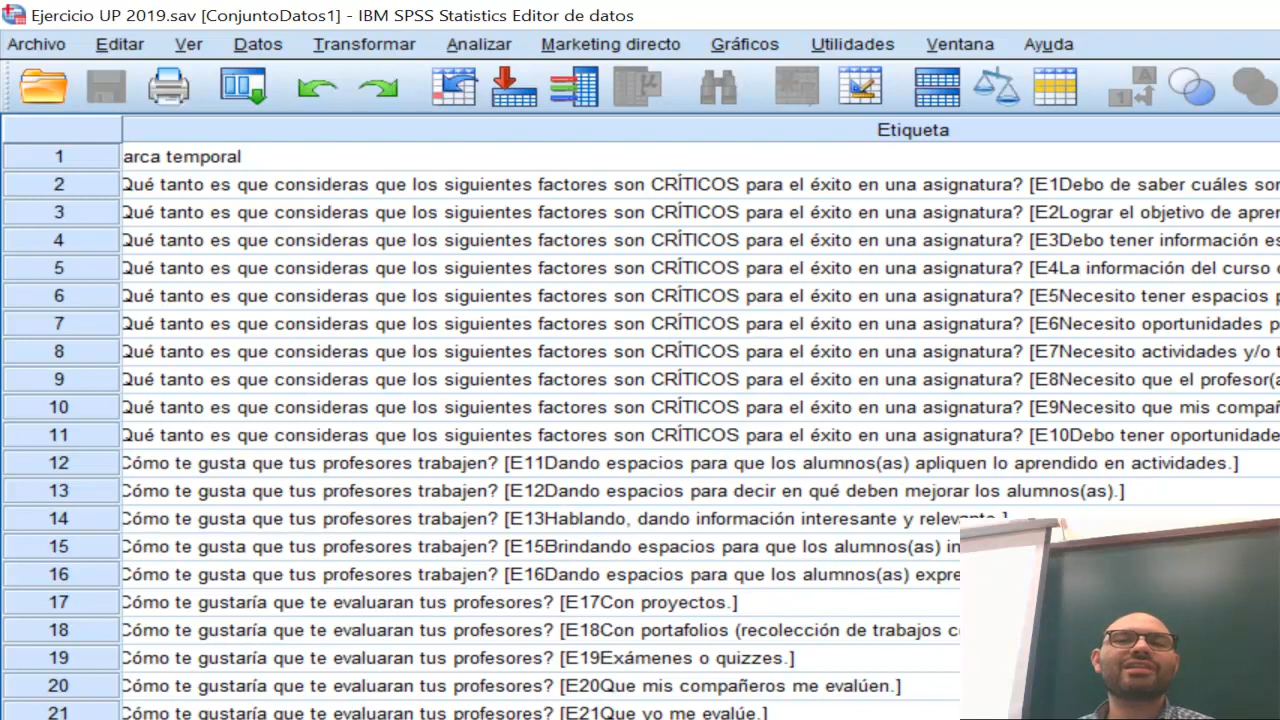 Ejercicio UP 2019.sav [ConjuntoDatos1] - IBM SPSS Statistics Editor de datos
Archivo Editar Ver Datos Transformar Analizar Marketing directo Gráficos Utilidades Ventana Ayuda
Etiqueta
1 arca temporal
2 Qué tanto es que consideras que los siguientes factores son CRÍTICOS para el éxito en una asignatura? [E1Debo de saber cuáles son
3 Qué tanto es que consideras que los siguientes factores son CRÍTICOS para el éxito en una asignatura? [E2Lograr el objetivo de apren
4 Qué tanto es que consideras que los siguientes factores son CRÍTICOS para el éxito en una asignatura? [E3Debo tener información es
5 Qué tanto es que consideras que los siguientes factores son CRÍTICOS para el éxito en una asignatura? [E4La información del curso
6 Qué tanto es que consideras que los siguientes factores son CRÍTICOS para el éxito en una asignatura? [E5Necesito tener espacios p
7 Qué tanto es que consideras que los siguientes factores son CRÍTICOS para el éxito en una asignatura? [E6Necesito oportunidades p
8 Qué tanto es que consideras que los siguientes factores son CRÍTICOS para el éxito en una asignatura? [E7Necesito actividades y/o t
9 Qué tanto es que consideras que los siguientes factores son CRÍTICOS para el éxito en una asignatura? [E8Necesito que el profesor(a
10 Qué tanto es que consideras que los siguientes factores son CRÍTICOS para el éxito en una asignatura? [E9Necesito que mis compañ
11 Qué tanto es que consideras que los siguientes factores son CRÍTICOS para el éxito en una asignatura? [E10Debo tener oportunidade
12 Cómo te gusta que tus profesores trabajen? [E11Dando espacios para que los alumnos(as) apliquen lo aprendido en actividades.]
13 Cómo te gusta que tus profesores trabajen? [E12Dando espacios para decir en qué deben mejorar los alumnos(as).]
14 Cómo te gusta que tus profesores trabajen? [E13Hablando, dando información interesante y relevante.]
15 Cómo te gusta que tus profesores trabajen? [E15Brindando espacios para que los alumnos(as) in
16 Cómo te gusta que tus profesores trabajen? [E16Dando espacios para que los alumnos(as) expre
17 Cómo te gustaría que te evaluaran tus profesores? [E17Con proyectos.]
18 Cómo te gustaría que te evaluaran tus profesores? [E18Con portafolios (recolección de trabajos c
19 Cómo te gustaría que te evaluaran tus profesores? [E19Exámenes o quizzes.]
20 Cómo te gustaría que te evaluaran tus profesores? [E20Que mis compañeros me evalúen.]
21 Cómo te gustaría que te evaluaran tus profesores? [E21Que yo me evalúe.]